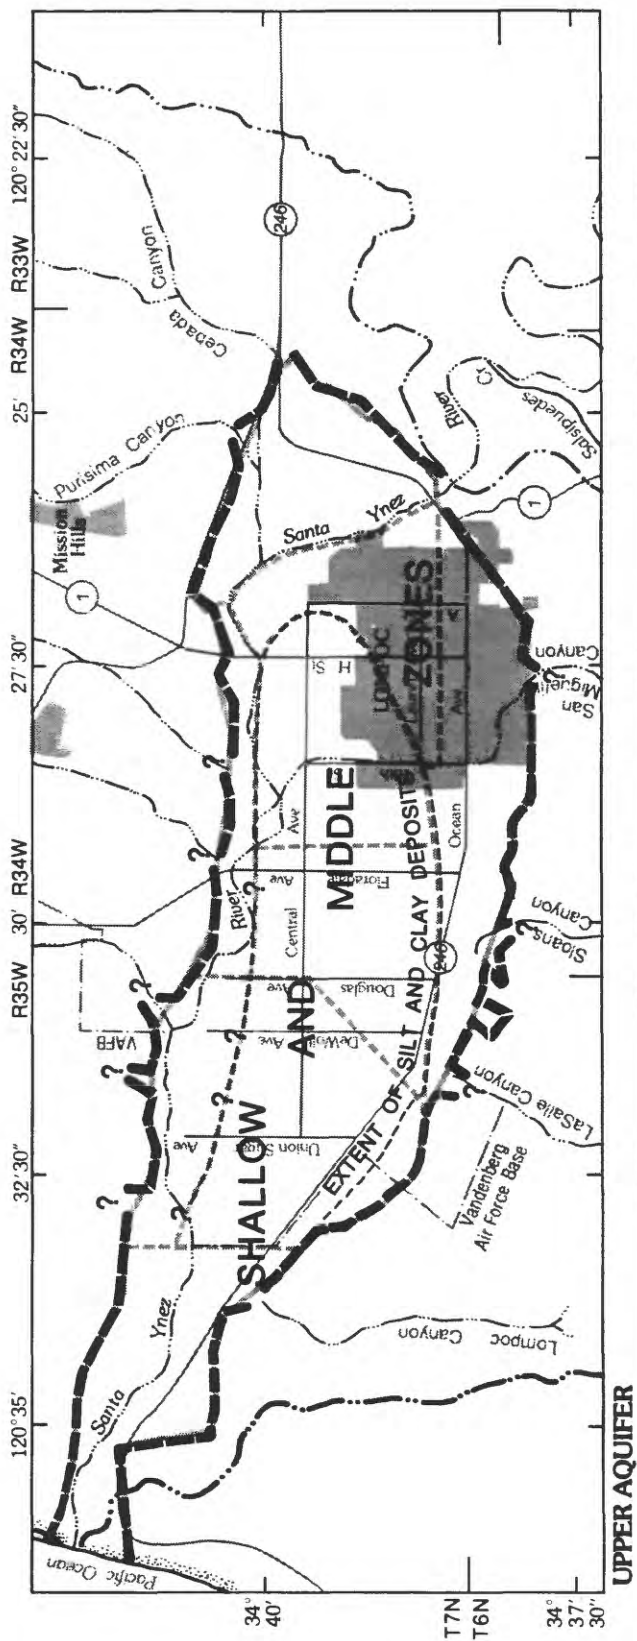 120°35'
32'30"
R35W
30'
R34W
27'30"
25'
R34W
R33W
120°22'30"
Pacific Ocean
Santa
Ynez
River
VAFB
Mission
Hills
Purisima Canyon
Cebada
Canyon
1
246
Santa
Ynez
River
Salsipuedes
Cr
1
?
?
?
?
?
?
?
?
?
?
Union Sugar
Ave
DeWolf
Ave
Douglas
Ave
Floradale
Ave
Central
Ave
H St
LOMPOC
Ocean
Ave
246
SHALLOW
AND
MIDDLE
ZONES
EXTENT OF SILT AND CLAY DEPOSITS
Lompoc
Canyon
Vandenberg
Air Force Base
LaSalle Canyon
Sloans
Canyon
San
Miguelito
Canyon
34°
40'
T7N
T6N
34°
37'
30"
UPPER AQUIFER